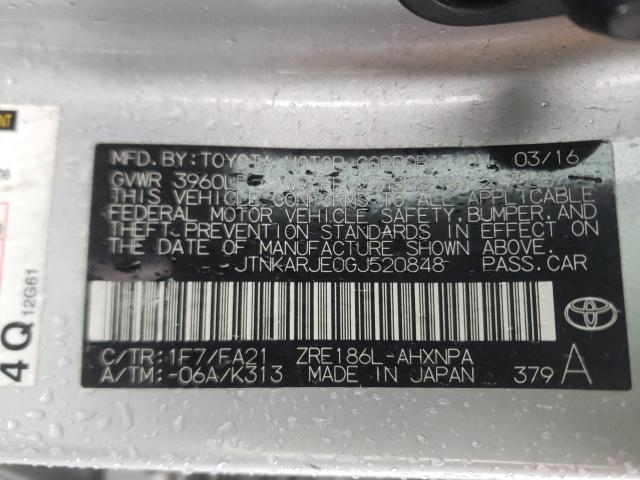 MFD. BY: TOYOTA MOTOR CORPORATION 03/16
GVWR 3960LB
THIS VEHICLE CONFORMS TO ALL APPLICABLE
FEDERAL MOTOR VEHICLE SAFETY, BUMPER, AND
THEFT PREVENTION STANDARDS IN EFFECT ON
THE DATE OF MANUFACTURE SHOWN ABOVE.
JTNKARJE0GJ520848 PASS.CAR
C/TR:1F7/FA21 ZRE186L-AHXNPA
A/TM:-06A/K313 MADE IN JAPAN 379 A
4Q 12G61